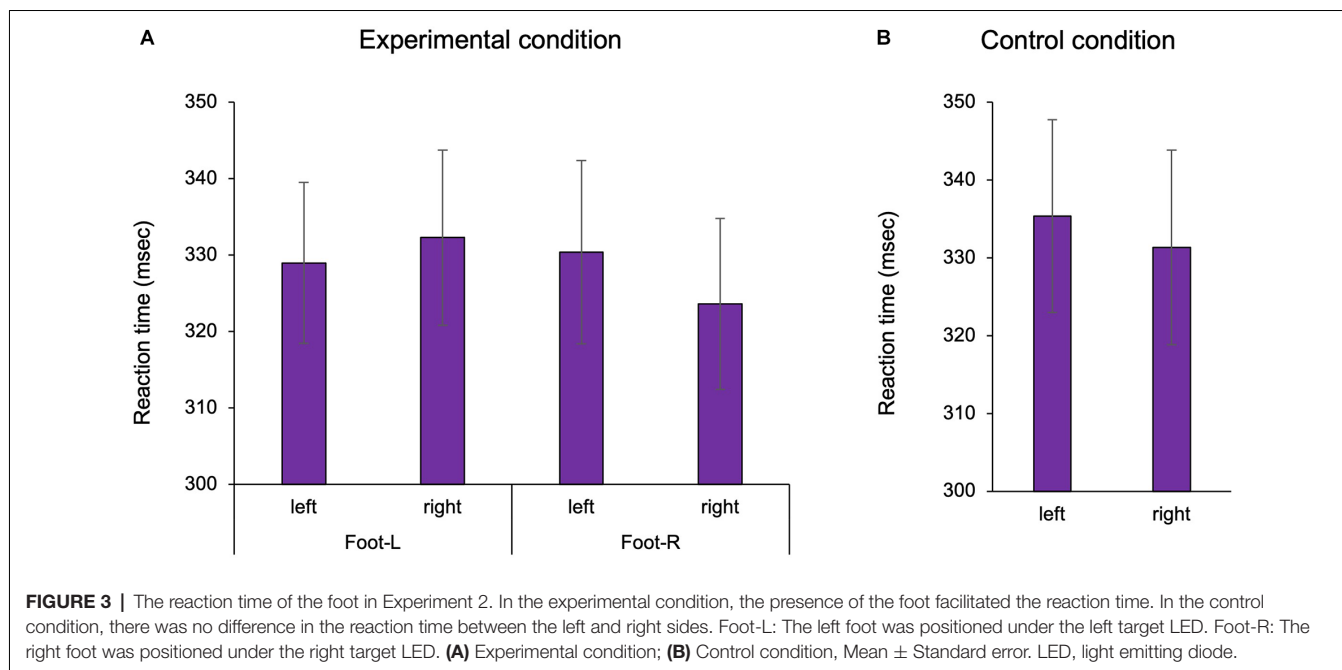 A Experimental condition
B Control condition
Reaction time (msec)
350
340
330
320
310
300
left right left right
Foot-L Foot-R
Reaction time (msec)
350
340
330
320
310
300
left right
FIGURE 3 | The reaction time of the foot in Experiment 2. In the experimental condition, the presence of the foot facilitated the reaction time. In the control
condition, there was no difference in the reaction time between the left and right sides. Foot-L: The left foot was positioned under the left target LED. Foot-R: The
right foot was positioned under the right target LED. (A) Experimental condition; (B) Control condition, Mean ± Standard error. LED, light emitting diode.